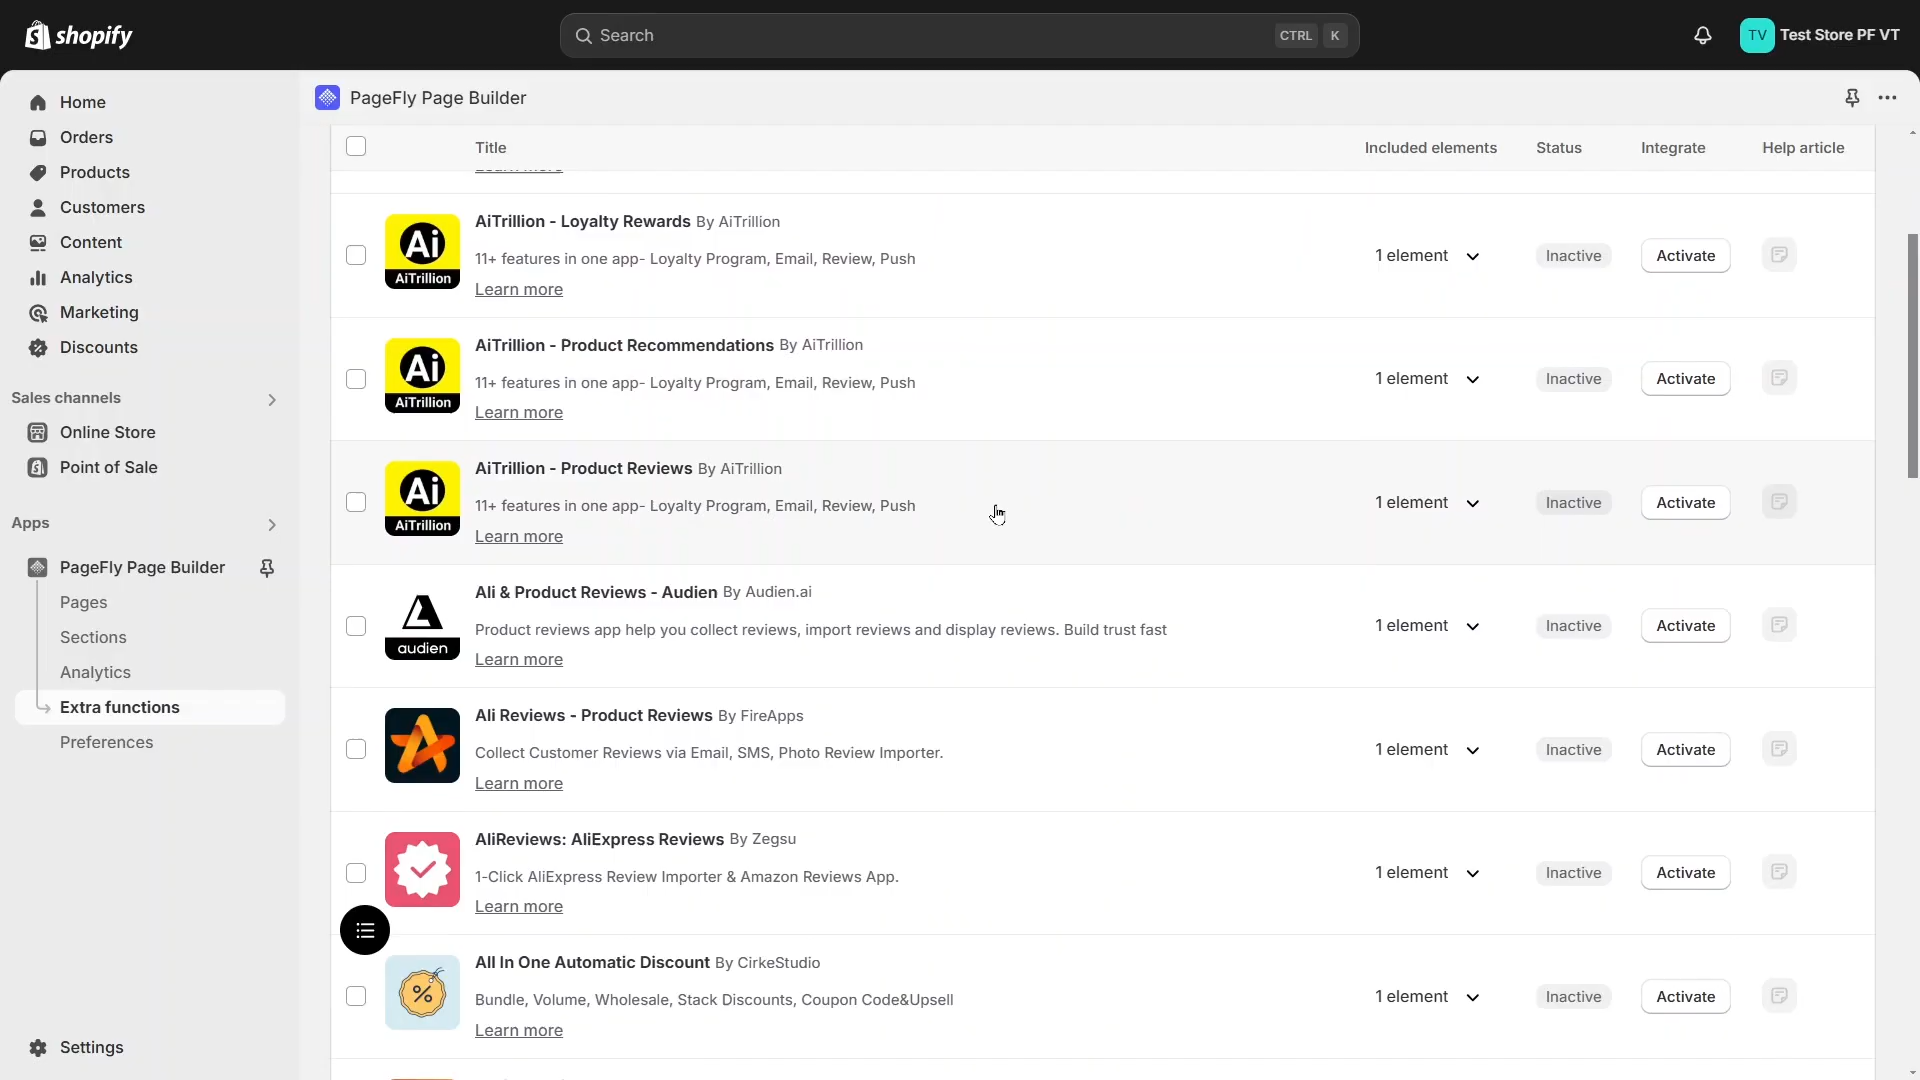 shopify
Search
CTRL K
TV Test Store PF VT
Home
Orders
Products
Customers
Content
Analytics
Marketing
Discounts
Sales channels
Online Store
Point of Sale
Apps
PageFly Page Builder
Pages
Sections
Analytics
Extra functions
Preferences
Settings
PageFly Page Builder
Title Included elements Status Integrate Help article
Learn more
AiTrillion - Loyalty Rewards By AiTrillion
11+ features in one app- Loyalty Program, Email, Review, Push
Learn more
Ai
AiTrillion
1 element Inactive Activate
AiTrillion - Product Recommendations By AiTrillion
11+ features in one app- Loyalty Program, Email, Review, Push
Learn more
Ai
AiTrillion
1 element Inactive Activate
AiTrillion - Product Reviews By AiTrillion
11+ features in one app- Loyalty Program, Email, Review, Push
Learn more
Ai
AiTrillion
1 element Inactive Activate
Ali & Product Reviews - Audien By Audien.ai
Product reviews app help you collect reviews, import reviews and display reviews. Build trust fast
Learn more
audien
1 element Inactive Activate
Ali Reviews - Product Reviews By FireApps
Collect Customer Reviews via Email, SMS, Photo Review Importer.
Learn more
1 element Inactive Activate
AliReviews: AliExpress Reviews By Zegsu
1-Click AliExpress Review Importer & Amazon Reviews App.
Learn more
1 element Inactive Activate
All In One Automatic Discount By CirkeStudio
Bundle, Volume, Wholesale, Stack Discounts, Coupon Code&Upsell
Learn more
%
1 element Inactive Activate